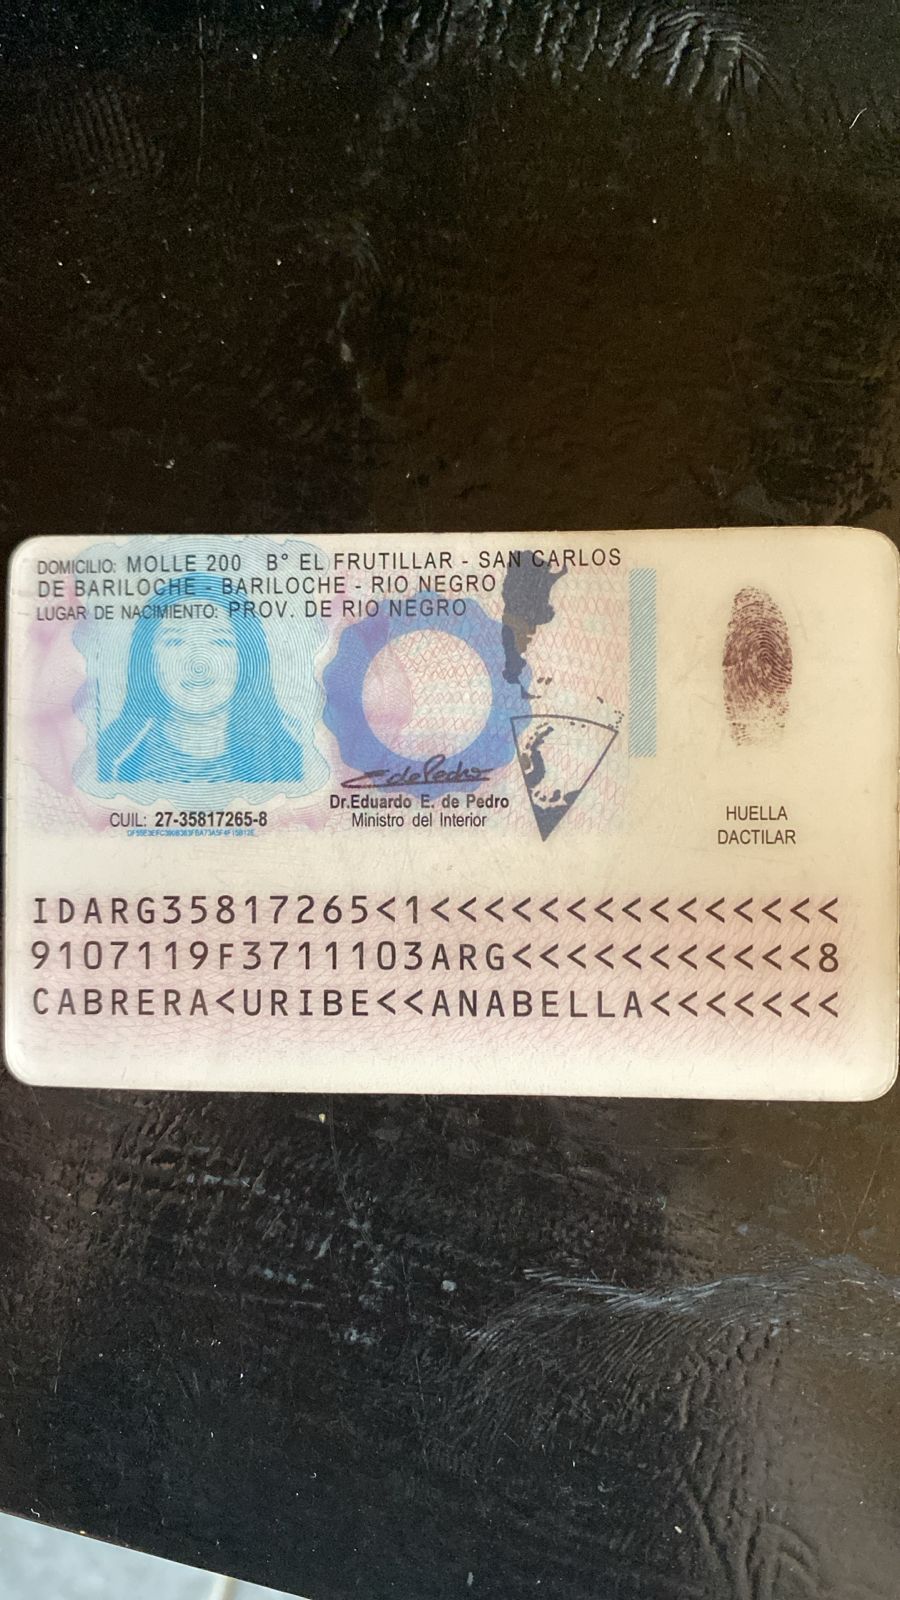 DOMICILIO: MOLLE 200 B° EL FRUTILLAR - SAN CARLOS
DE BARILOCHE - BARILOCHE - RIO NEGRO
LUGAR DE NACIMIENTO: PROV. DE RIO NEGRO
EdePedro
Dr.Eduardo E. de Pedro
Ministro del Interior
CUIL: 27-35817265-8
HUELLA
DACTILAR
IDARG35817265<1<<<<<<<<<<<<<<<
9107119F3711103ARG<<<<<<<<<<<8
CABRERA<URIBE<<ANABELLA<<<<<<<